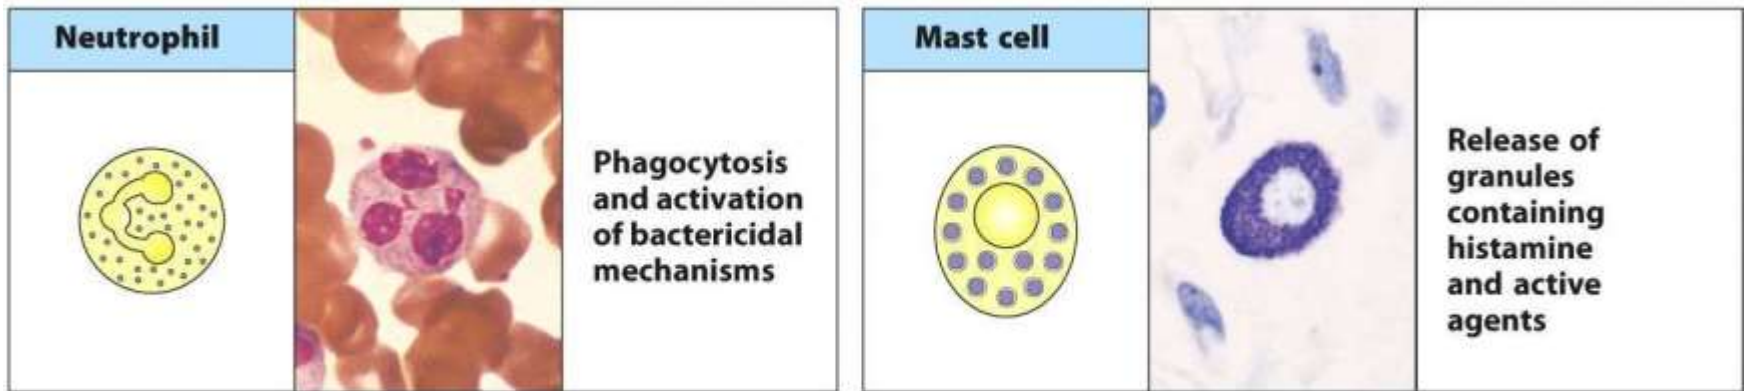 Neutrophil
Phagocytosis
and activation
of bactericidal
mechanisms
Mast cell
Release of
granules
containing
histamine
and active
agents